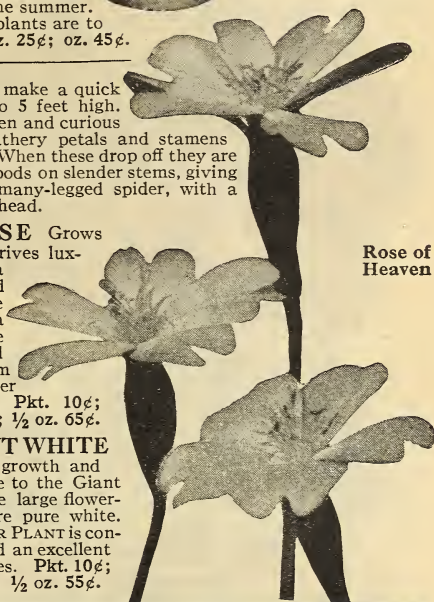 ne summer.
plants are to
z. 25¢; oz. 45¢.
make a quick
o 5 feet high.
en and curious
athery petals and stamens
When these drop off they are
pods on slender stems, giving
many-legged spider, with a
head.
SE Grows
rives lux-
er
Pkt. 10¢;
; ½ oz. 65¢.
T WHITE
growth and
e to the Giant
e large flower-
re pure white.
R PLANT is con-
d an excellent
es. Pkt. 10¢;
½ oz. 55¢.
Rose of
Heaven